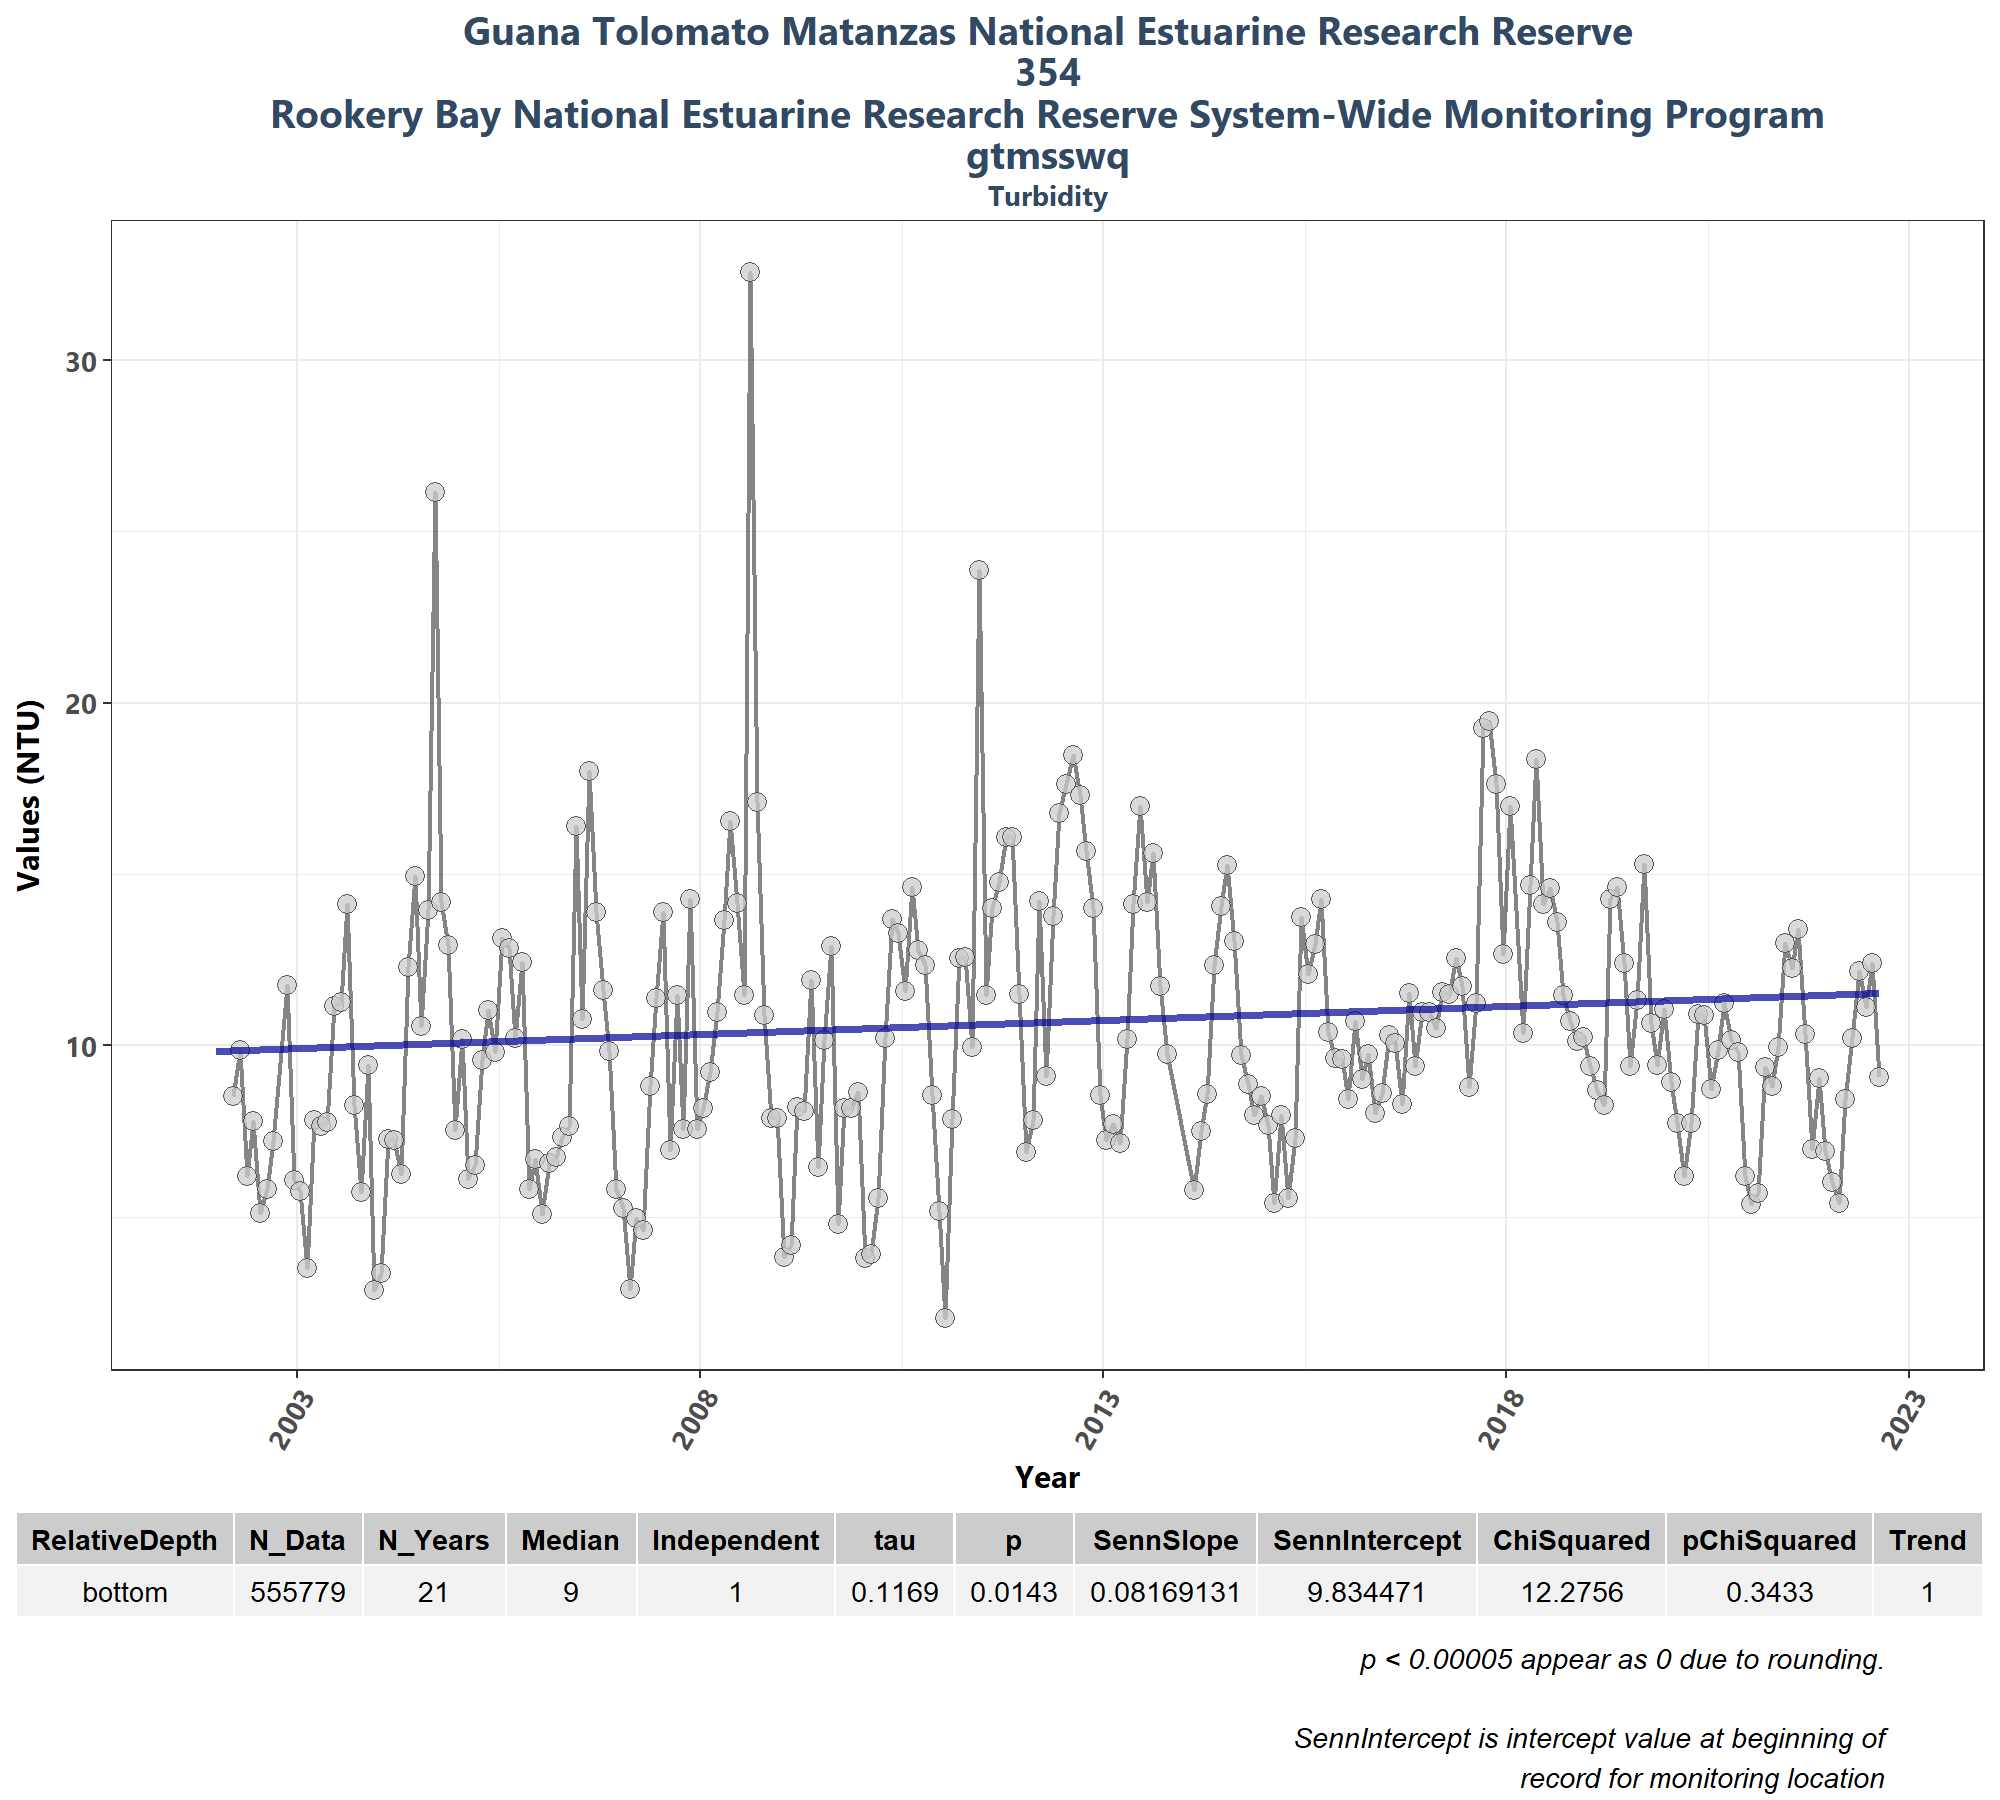 Guana Tolomato Matanzas National Estuarine Research Reserve
354
Rookery Bay National Estuarine Research Reserve System-Wide Monitoring Program
gtmsswq
Turbidity
Values (NTU)
30
20
10
2003 2008 2013 2018 2023
Year
RelativeDepth N_Data N_Years Median Independent tau p SennSlope SennIntercept ChiSquared pChiSquared Trend
bottom 555779 21 9 1 0.1169 0.0143 0.08169131 9.834471 12.2756 0.3433 1
p < 0.00005 appear as 0 due to rounding.
SennIntercept is intercept value at beginning of
record for monitoring location